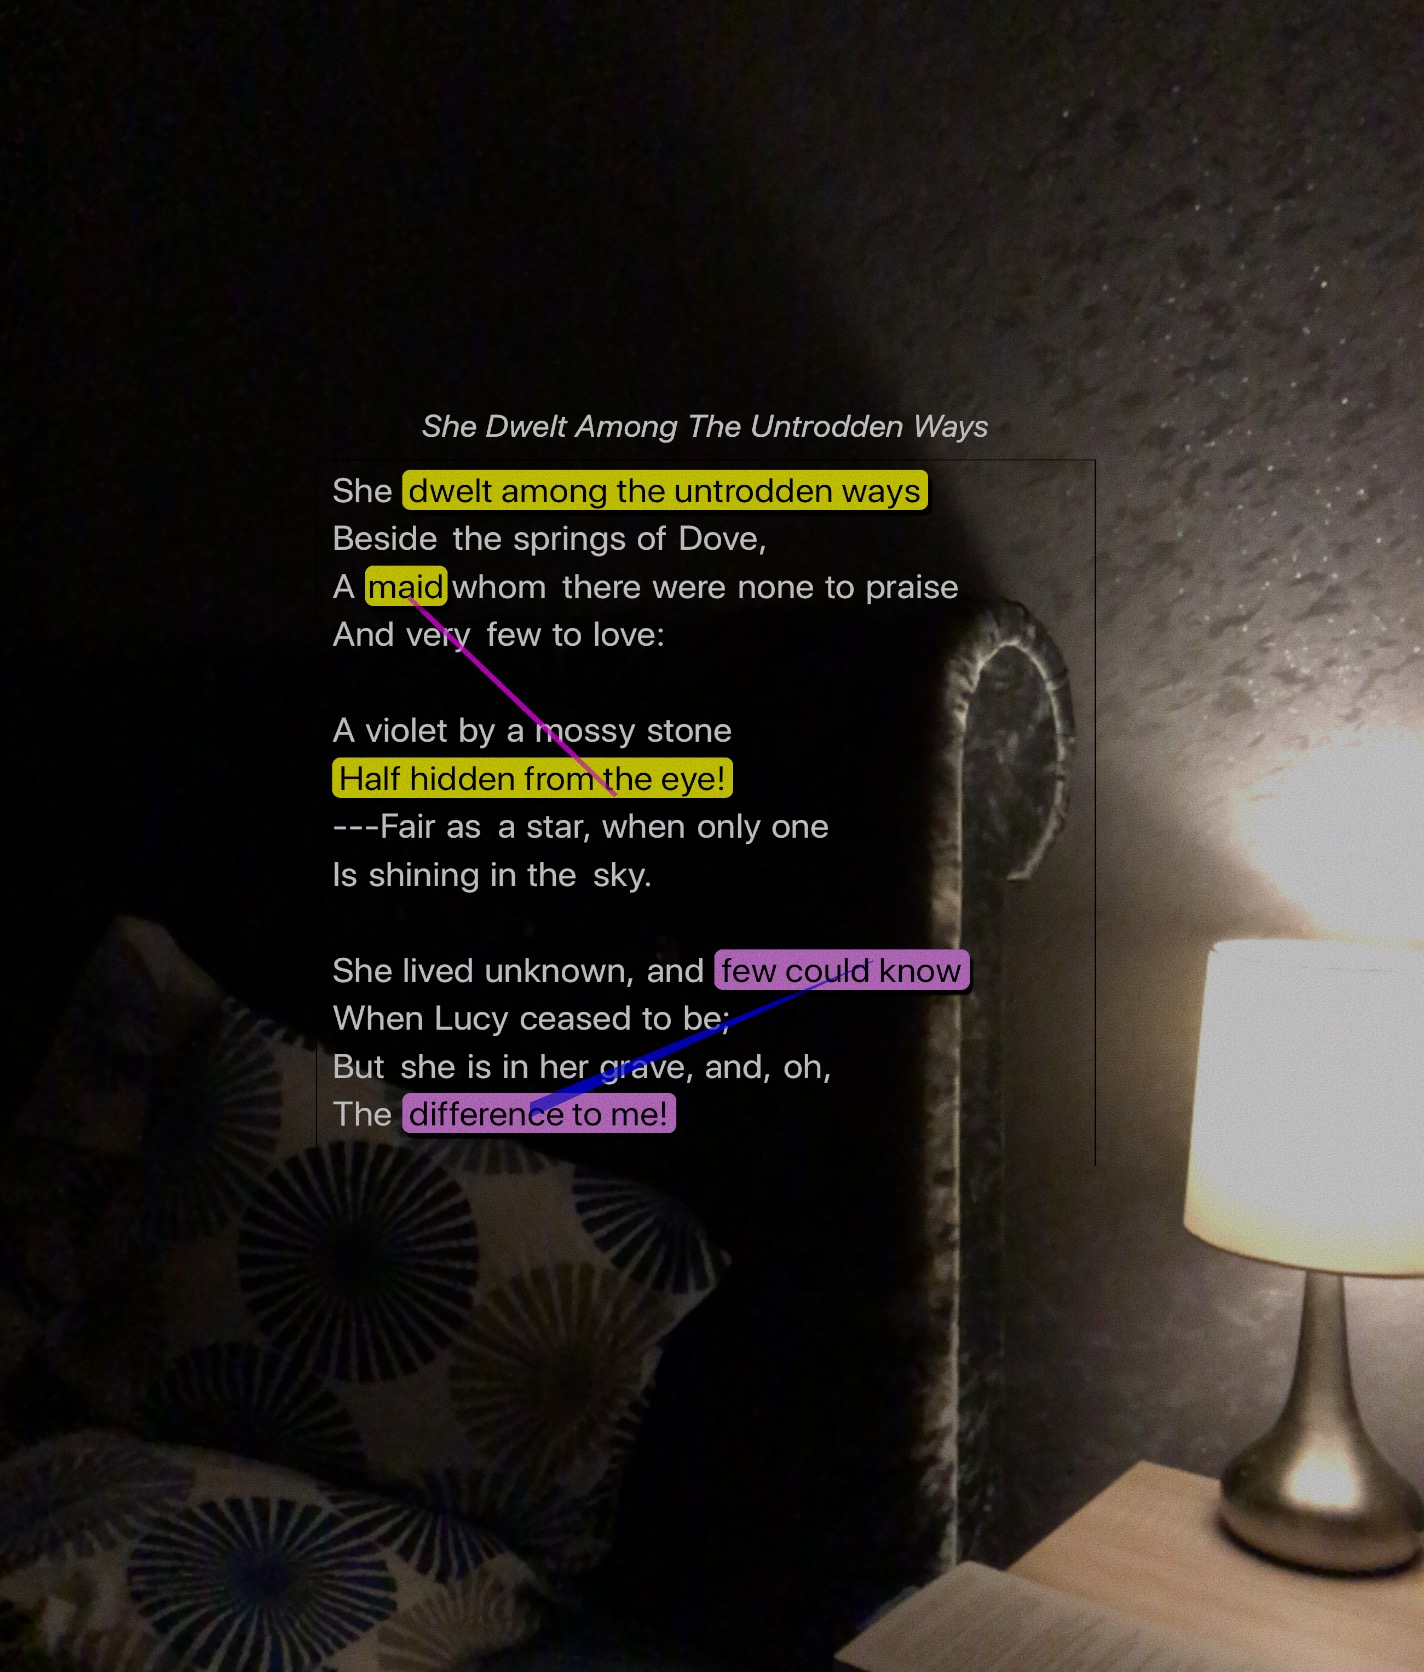 She Dwelt Among The Untrodden Ways
She dwelt among the untrodden ways
Beside the springs of Dove,
A maid whom there were none to praise
And very few to love:
A violet by a mossy stone
Half hidden from the eye!
---Fair as a star, when only one
Is shining in the sky.
She lived unknown, and few could know
When Lucy ceased to be;
But she is in her grave, and, oh,
The difference to me!